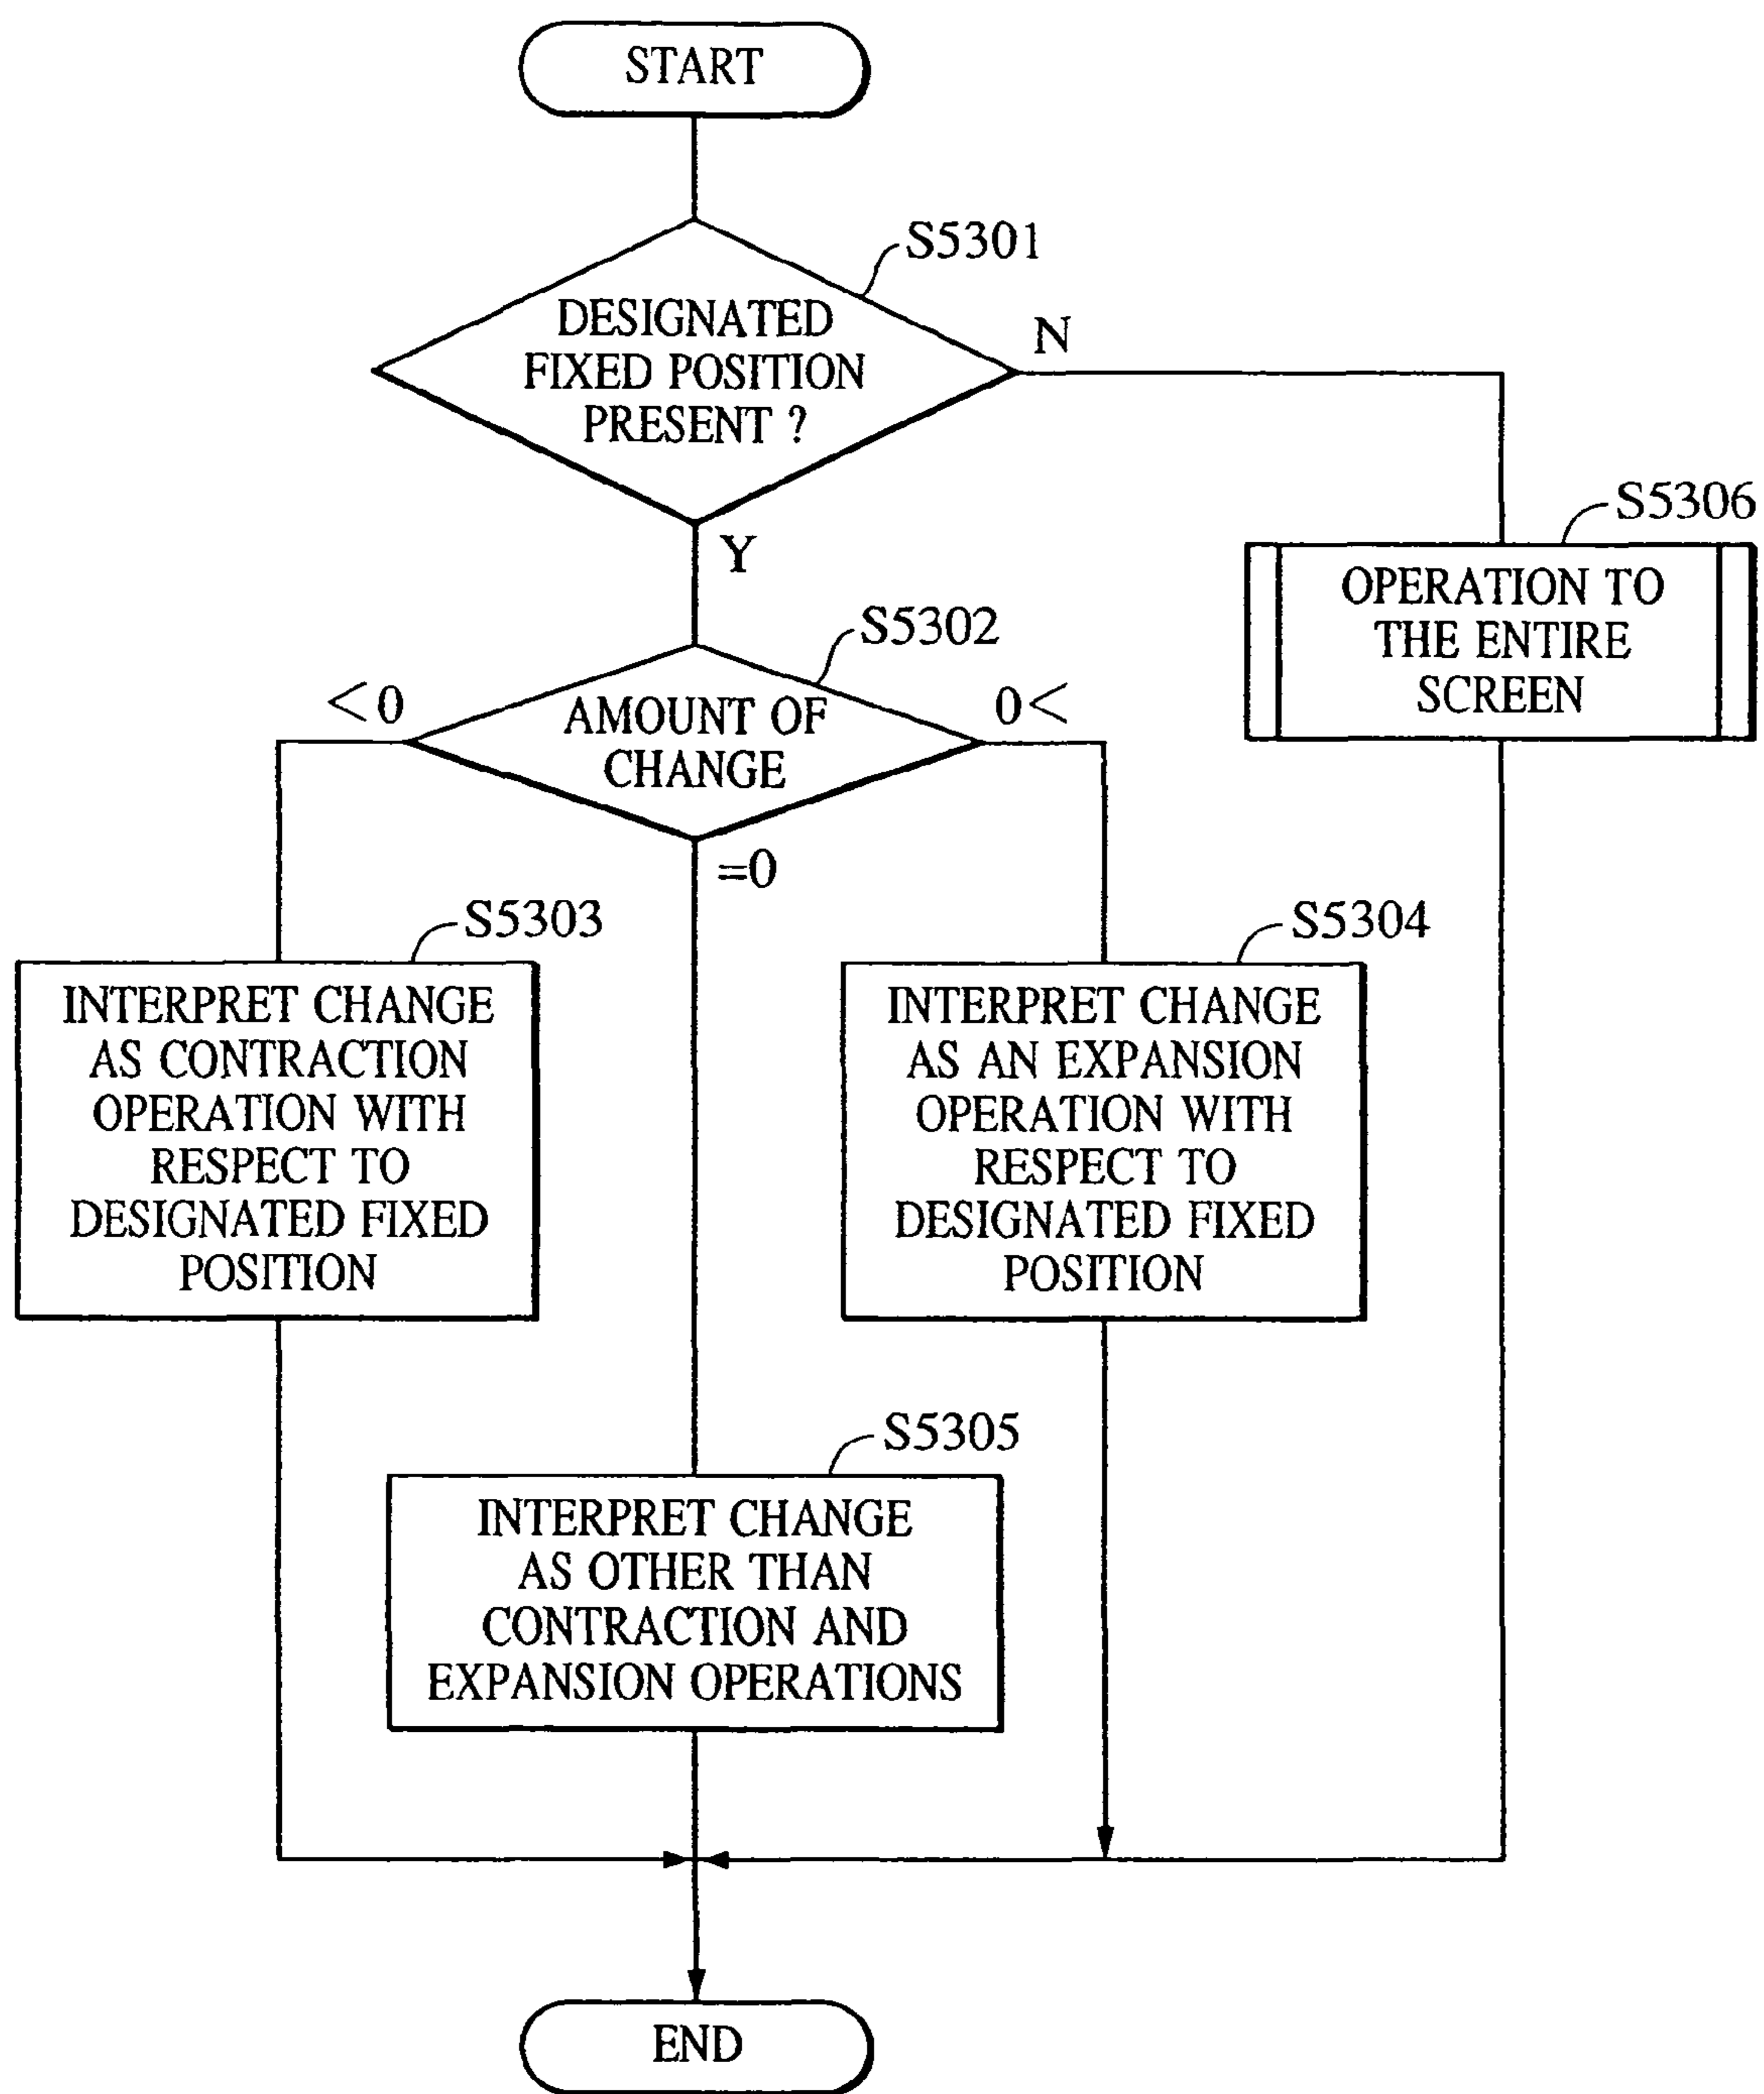 START
S5301
DESIGNATED
FIXED POSITION
PRESENT ?
N
Y
S5306
OPERATION TO
THE ENTIRE
SCREEN
S5302
<0
AMOUNT OF
CHANGE
0<
=0
S5303
INTERPRET CHANGE
AS CONTRACTION
OPERATION WITH
RESPECT TO
DESIGNATED FIXED
POSITION
S5304
INTERPRET CHANGE
AS AN EXPANSION
OPERATION WITH
RESPECT TO
DESIGNATED FIXED
POSITION
S5305
INTERPRET CHANGE
AS OTHER THAN
CONTRACTION AND
EXPANSION OPERATIONS
END